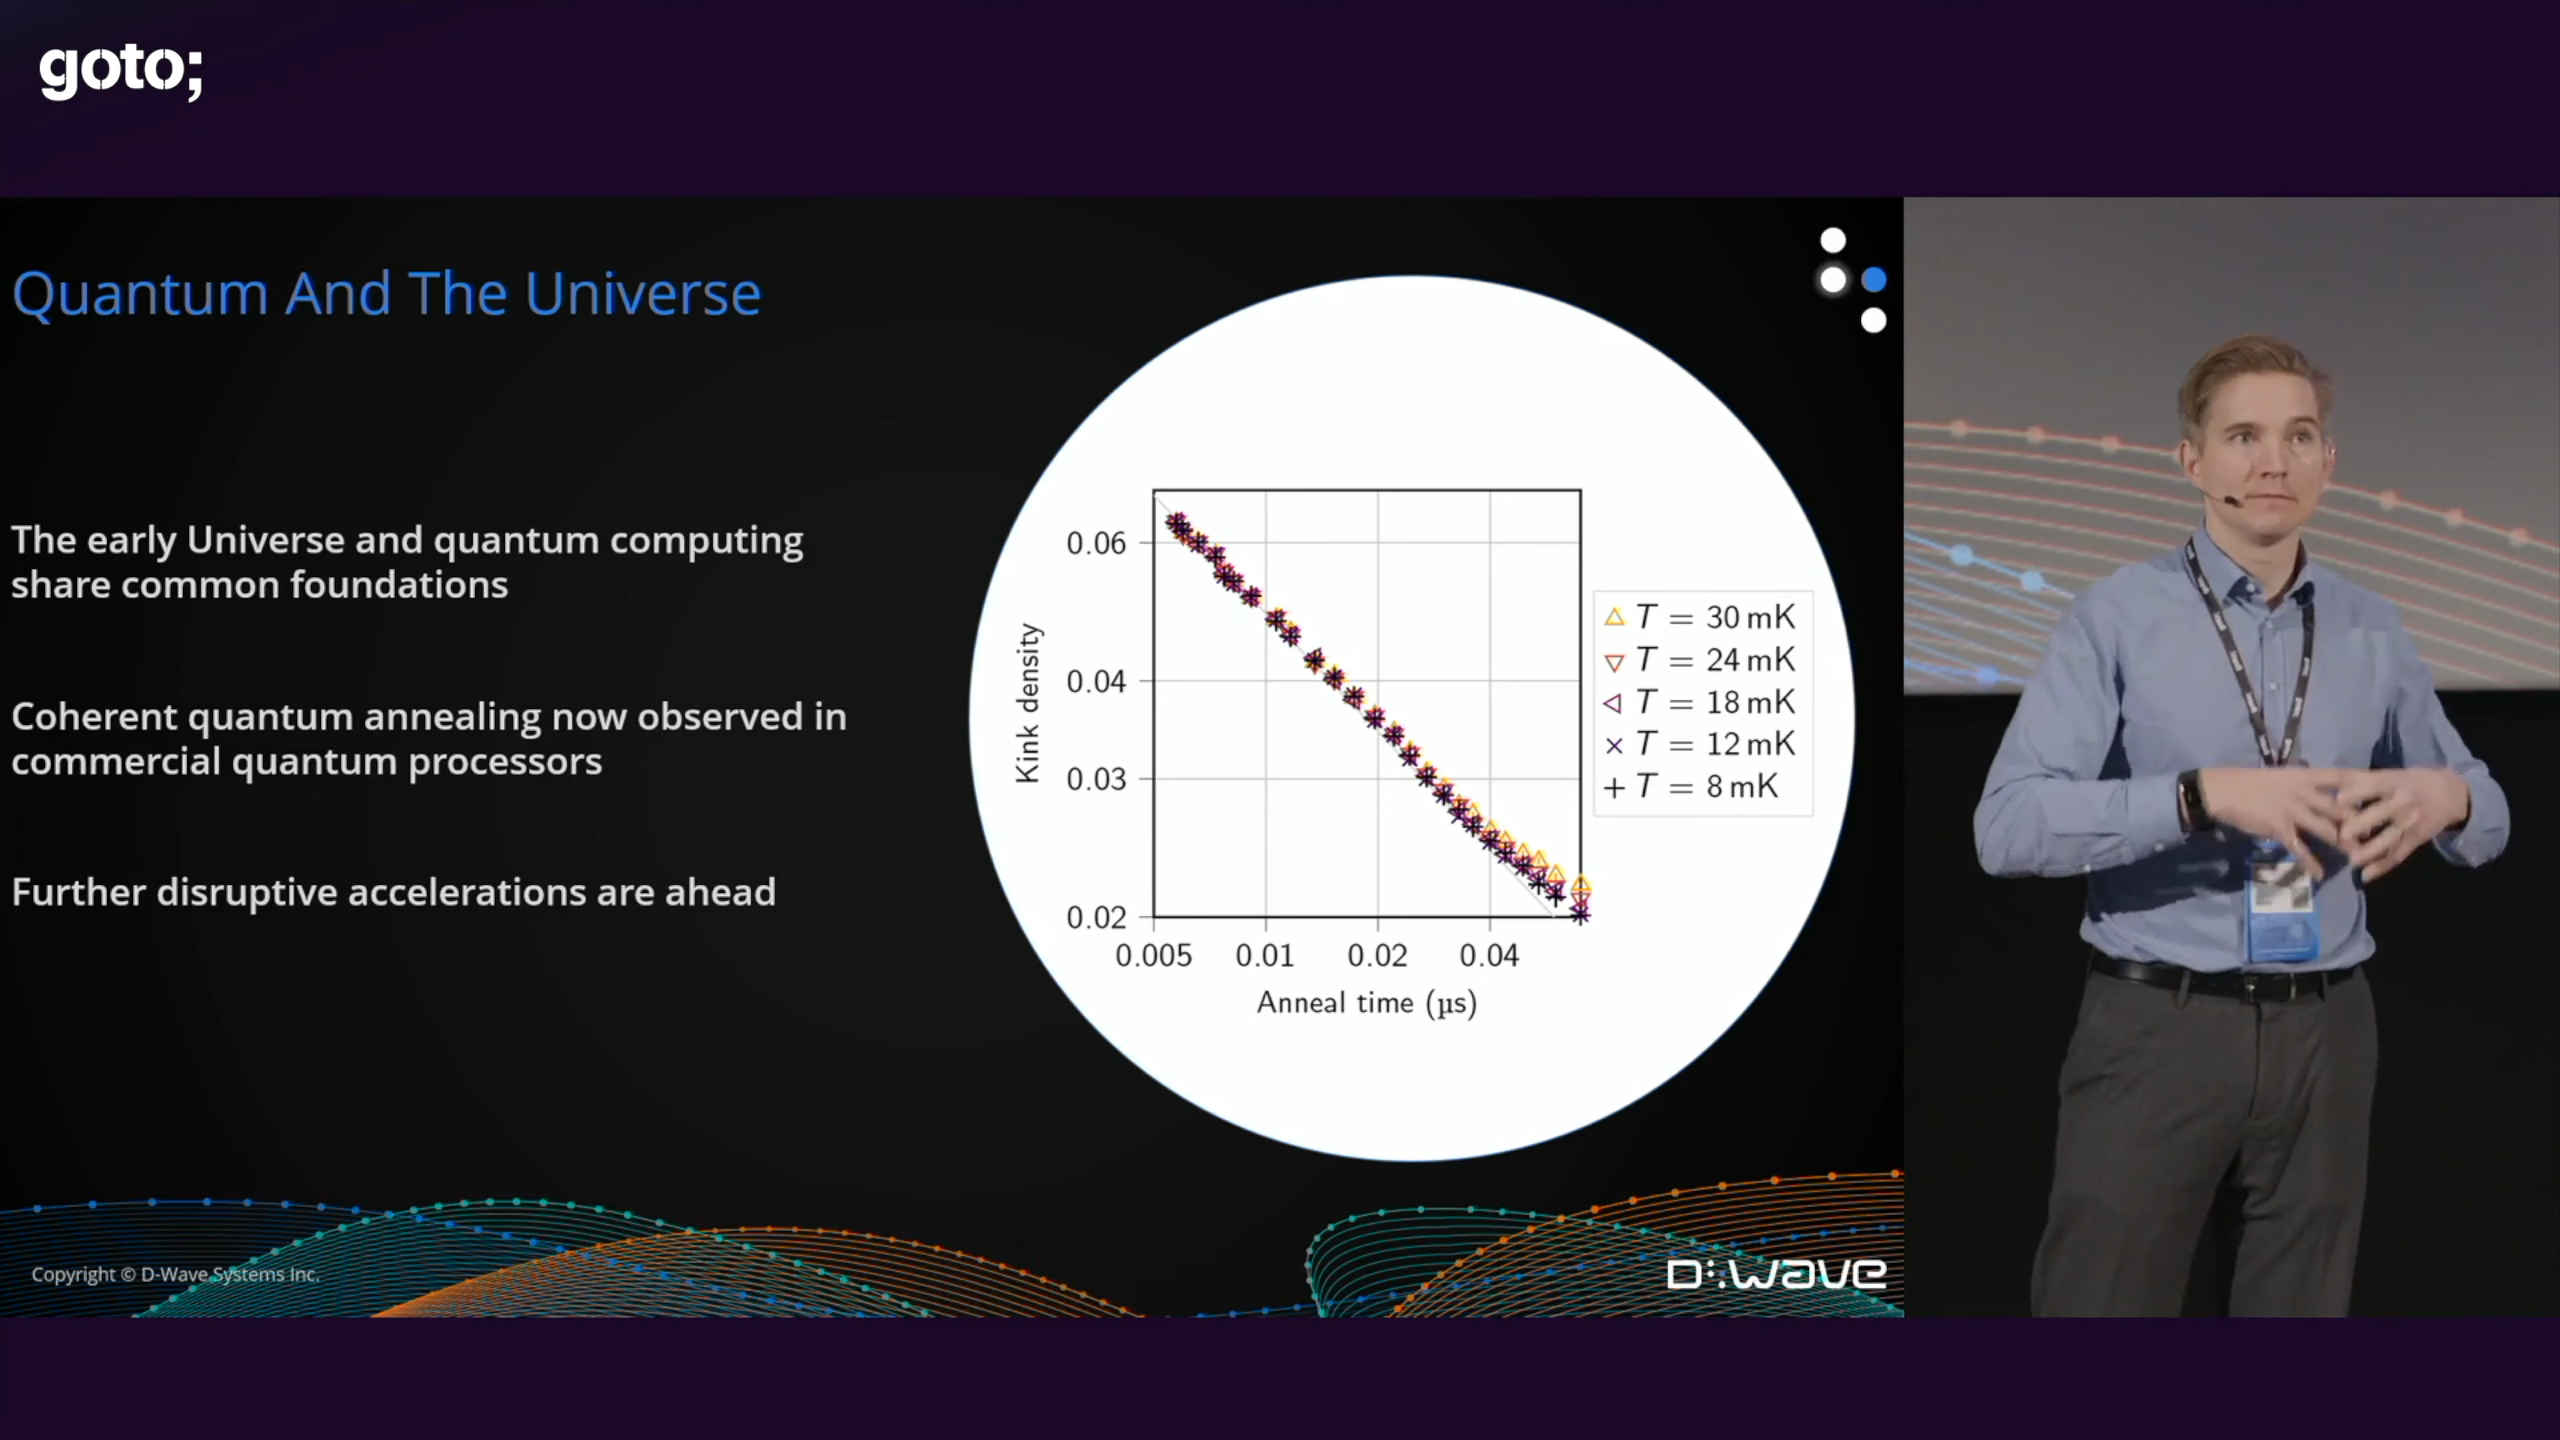 goto;
Quantum And The Universe
The early Universe and quantum computing
share common foundations
Coherent quantum annealing now observed in
commercial quantum processors
Further disruptive accelerations are ahead
Kink density
0.06
0.04
0.03
0.02
0.005 0.01 0.02 0.04
Anneal time (µs)
T = 30 mK
T = 24 mK
T = 18 mK
T = 12 mK
T = 8 mK
Copyright © D-Wave Systems Inc.
D:Wave